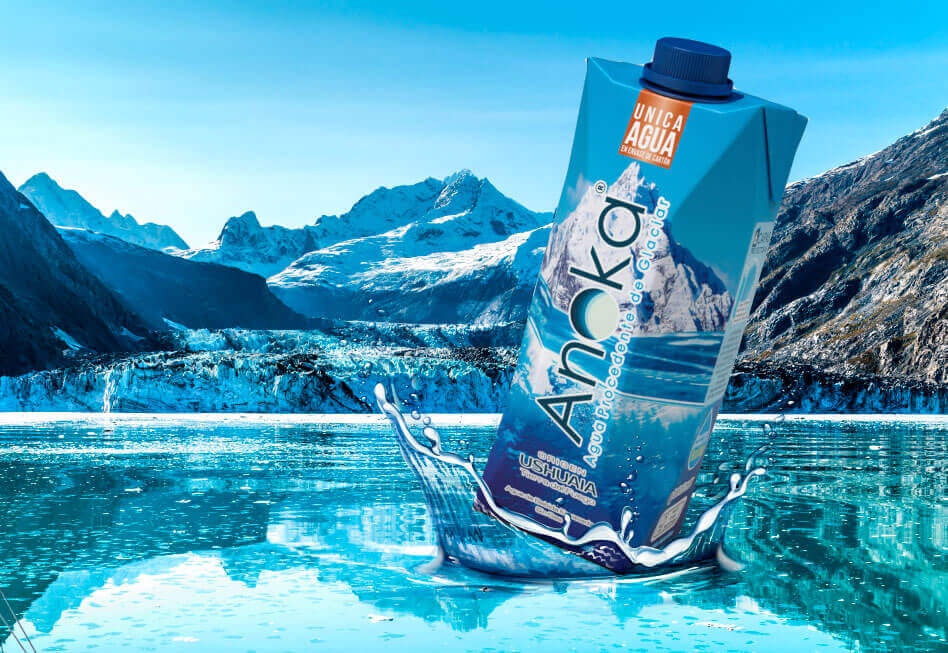 UNICA
AGUA
EN ENVASE DE CARTÓN
Anoka®
Agua Procedente de Glaciar
ORIGEN
USHUAIA
Tierra del Fuego